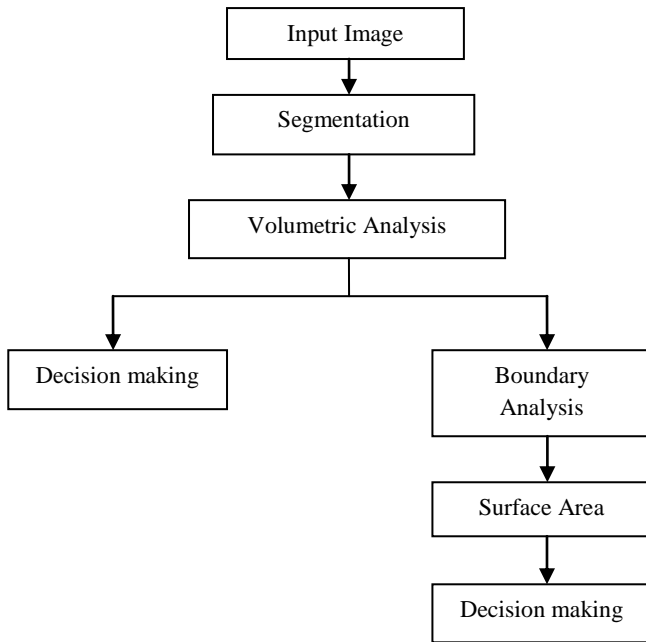 Input Image
Segmentation
Volumetric Analysis
Decision making
Boundary
Analysis
Surface Area
Decision making